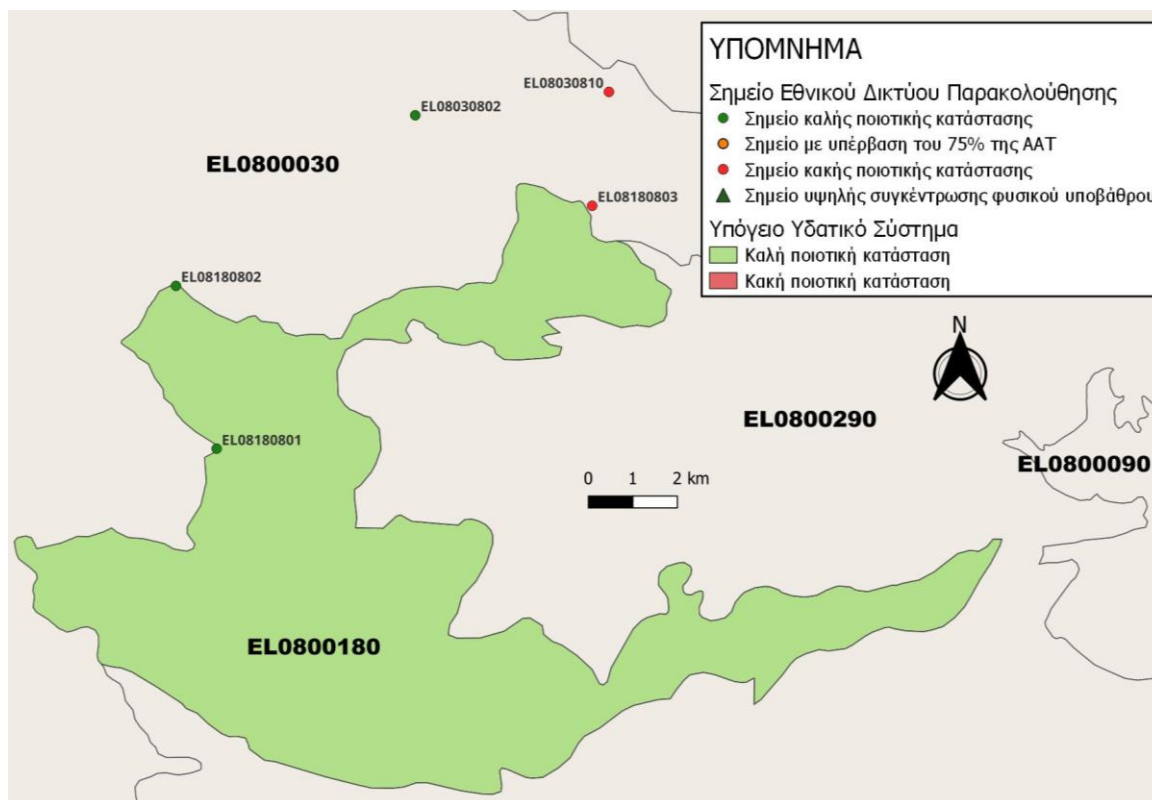 ΥΠΟΜΝΗΜΑ
Σημείο Εθνικού Δικτύου Παρακολούθησης
Σημείο καλής ποιοτικής κατάστασης
Σημείο με υπέρβαση του 75% της ΑΑΤ
Σημείο κακής ποιοτικής κατάστασης
Σημείο υψηλής συγκέντρωσης φυσικού υποβάθρου
Υπόγειο Υδατικό Σύστημα
Καλή ποιοτική κατάσταση
Κακή ποιοτική κατάσταση
EL08030810
EL08030802
EL0800030
EL08180803
EL08180802
N
EL0800290
EL08180801
EL0800090
0 1 2 km
EL0800180